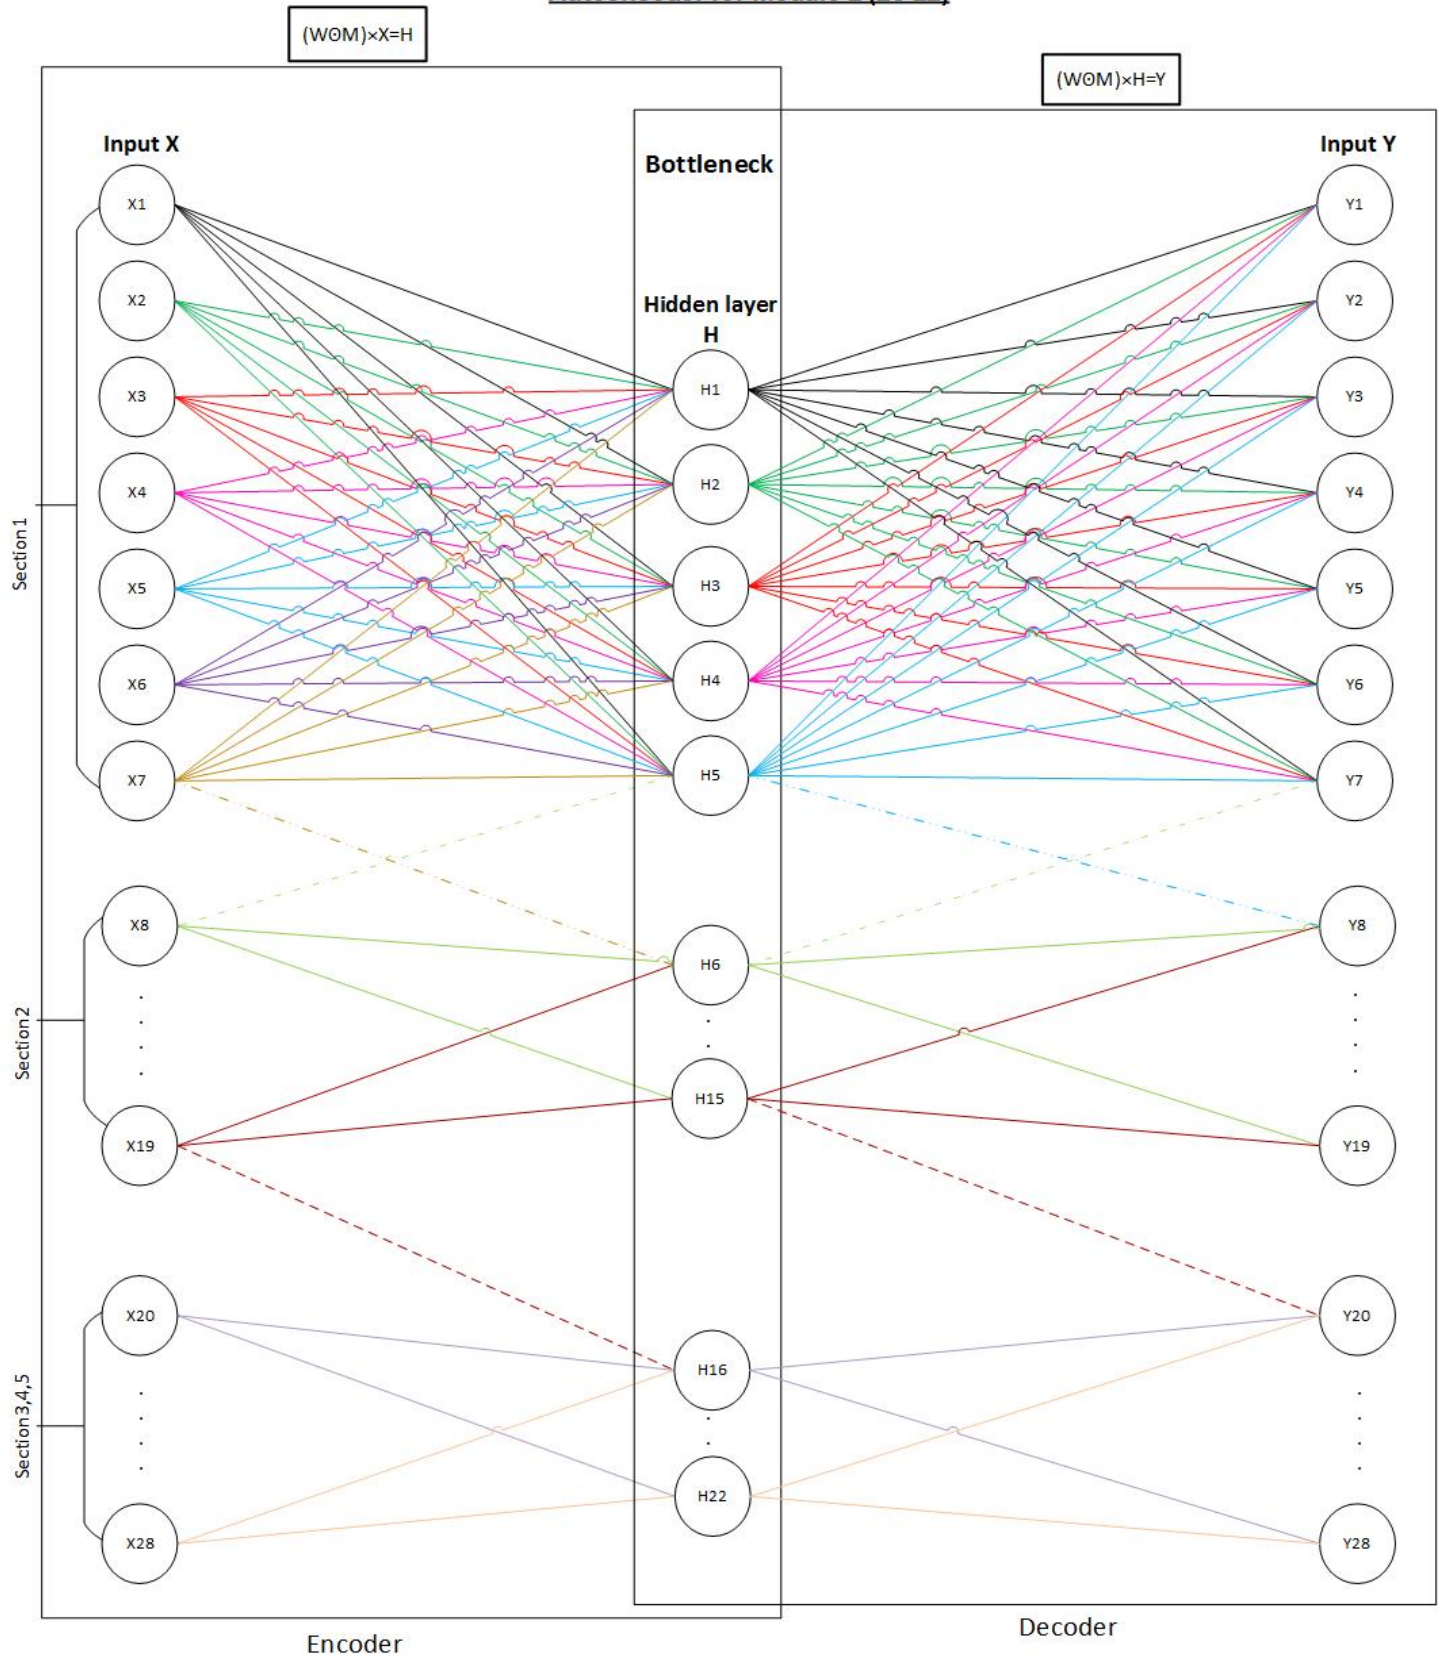 (WʘM)×X=H
(WʘM)×H=Y
Input X
Bottleneck
Input Y
X1
Y1
X2
Y2
Hidden layer
H
X3
H1
Y3
X4
H2
Y4
Section1
X5
H3
Y5
X6
H4
Y6
X7
H5
Y7
X8
H6
Y8
Section2
H15
X19
Y19
X20
H16
Y20
Section3,4,5
H22
X28
Y28
Encoder
Decoder